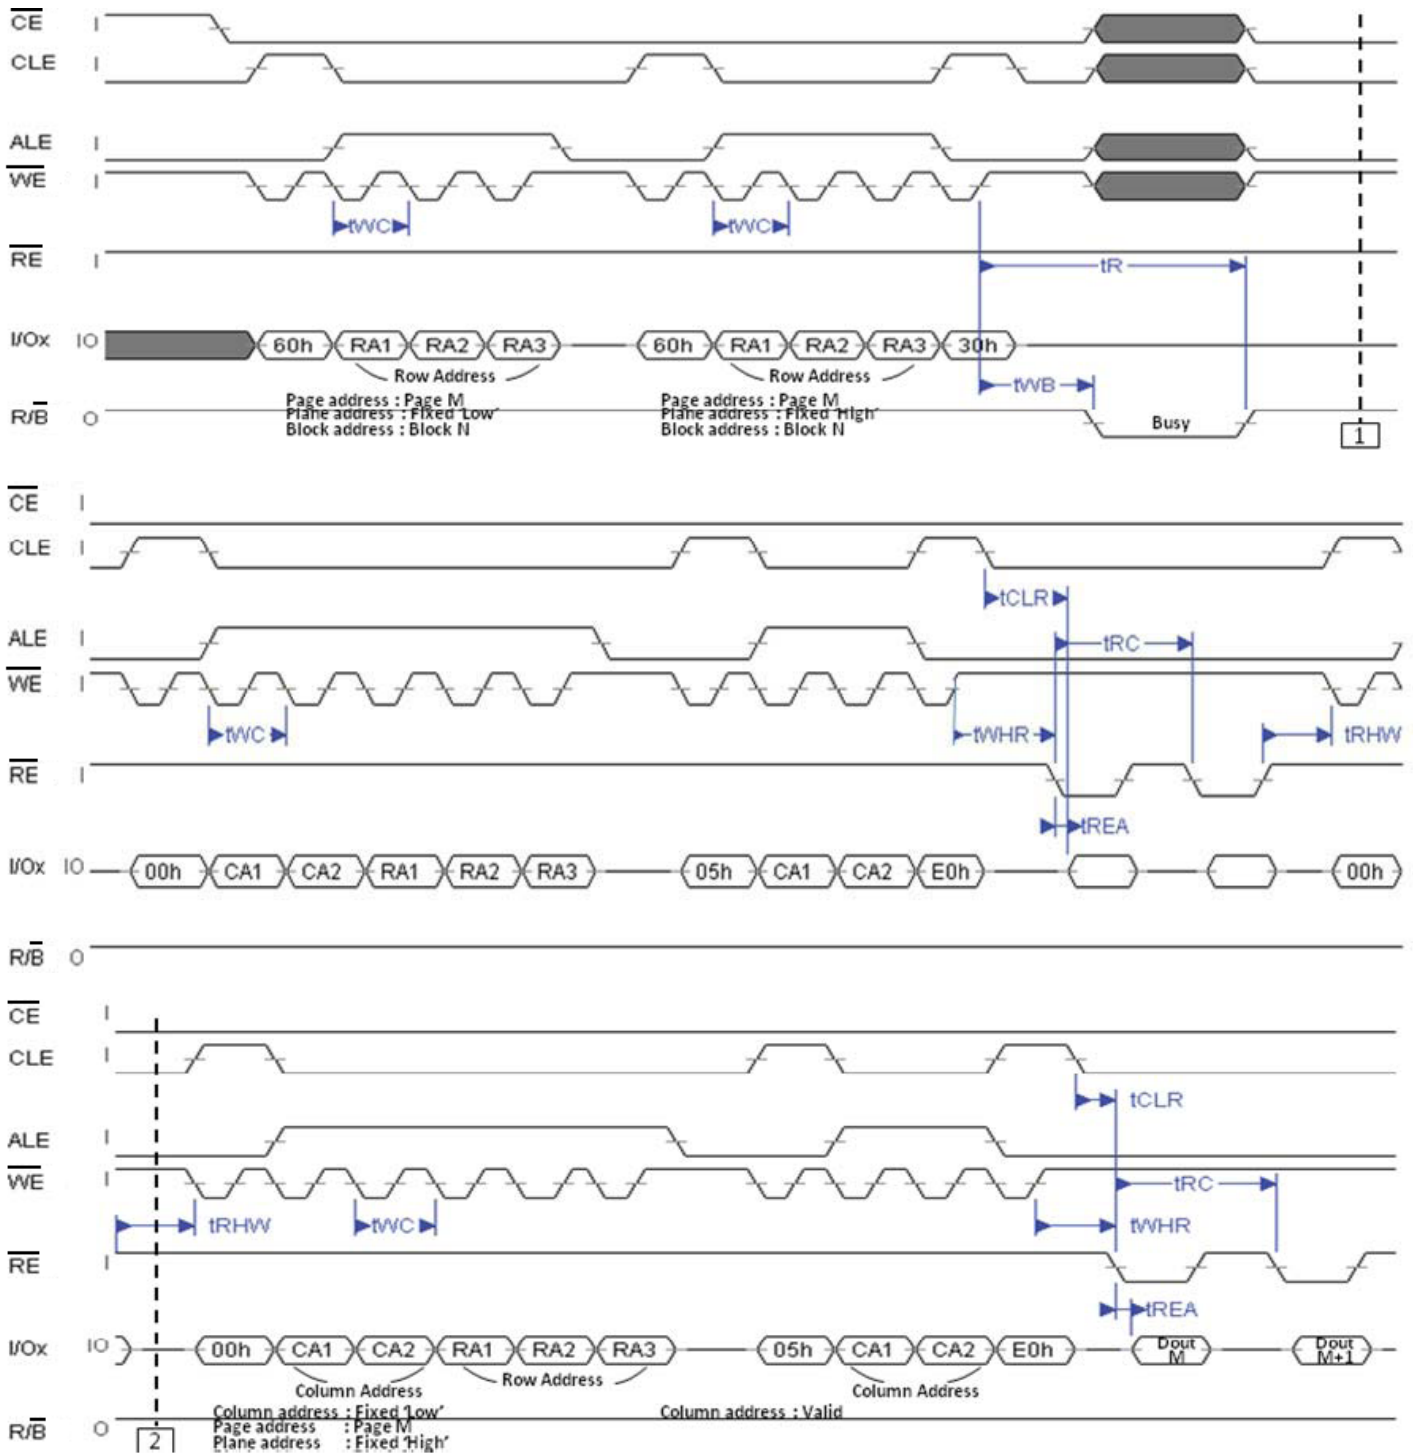 CE I
CLE I
ALE I
WE I
tWC tWC
RE I
tR
I/Ox IO 60h RA1 RA2 RA3 60h RA1 RA2 RA3 30h
Row Address Row Address
tWB
Page address : Page M Page address : Page M
Plane address : Fixed 'Low' Plane address : Fixed 'High'
Block address : Block N Block address : Block N
R/B O Busy
1
CE I
CLE I
tCLR
ALE I tRC
WE I
tWC tWHR tRHW
RE I
tREA
I/Ox IO 00h CA1 CA2 RA1 RA2 RA3 05h CA1 CA2 E0h 00h
R/B O
CE I
CLE I
tCLR
ALE I
WE I tRC
tRHW tWC tWHR
RE I
tREA
I/Ox IO 00h CA1 CA2 RA1 RA2 RA3 05h CA1 CA2 E0h Dout M Dout M+1
Column Address Row Address Column Address
Column address : Fixed 'Low' Column address : Valid
Page address : Page M
Plane address : Fixed 'High'
R/B O
2